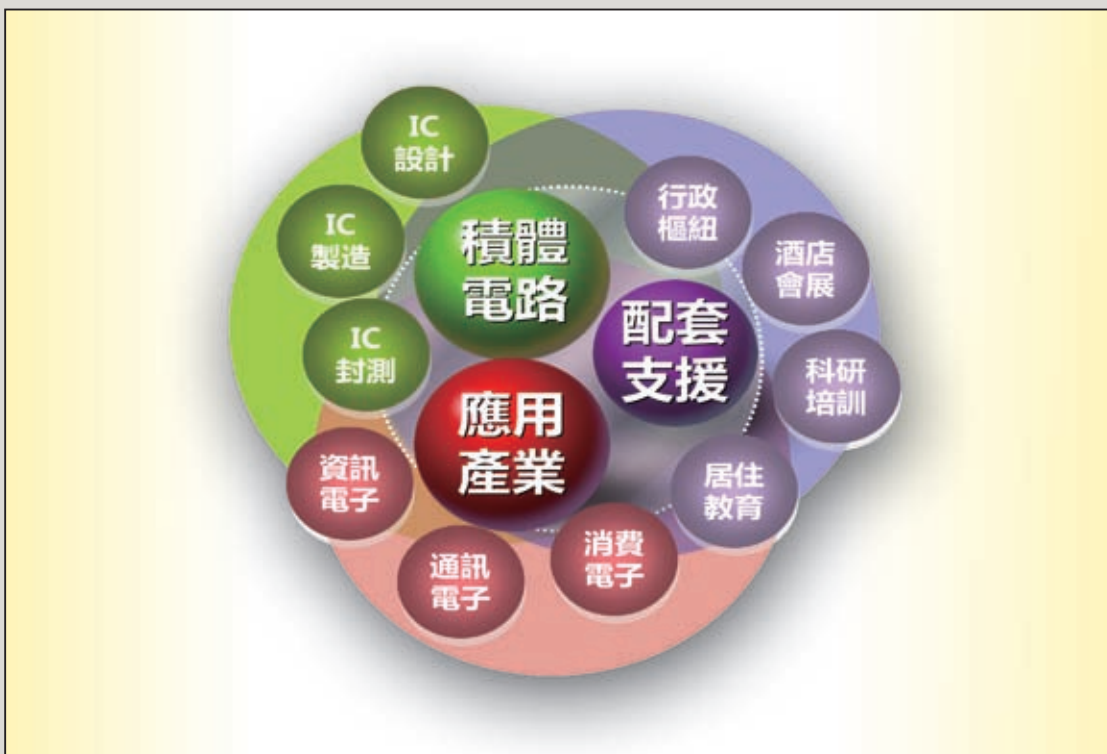 IC
設計
IC
製造
IC
封測
積體
電路
行政
樞紐
酒店
會展
配套
支援
科研
培訓
居住
教育
應用
產業
資訊
電子
通訊
電子
消費
電子